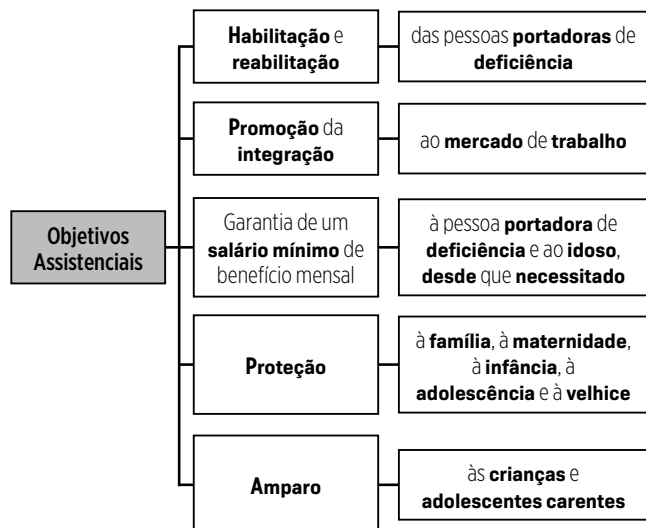 Habilitação e
reabilitação
das pessoas portadoras de
deficiência
Promoção da
integração
ao mercado de trabalho
Objetivos
Assistenciais
Garantia de um
salário mínimo de
benefício mensal
à pessoa portadora de
deficiência e ao idoso,
desde que necessitado
Proteção
à família, à maternidade,
à infância, à
adolescência e à velhice
Amparo
às crianças e
adolescentes carentes